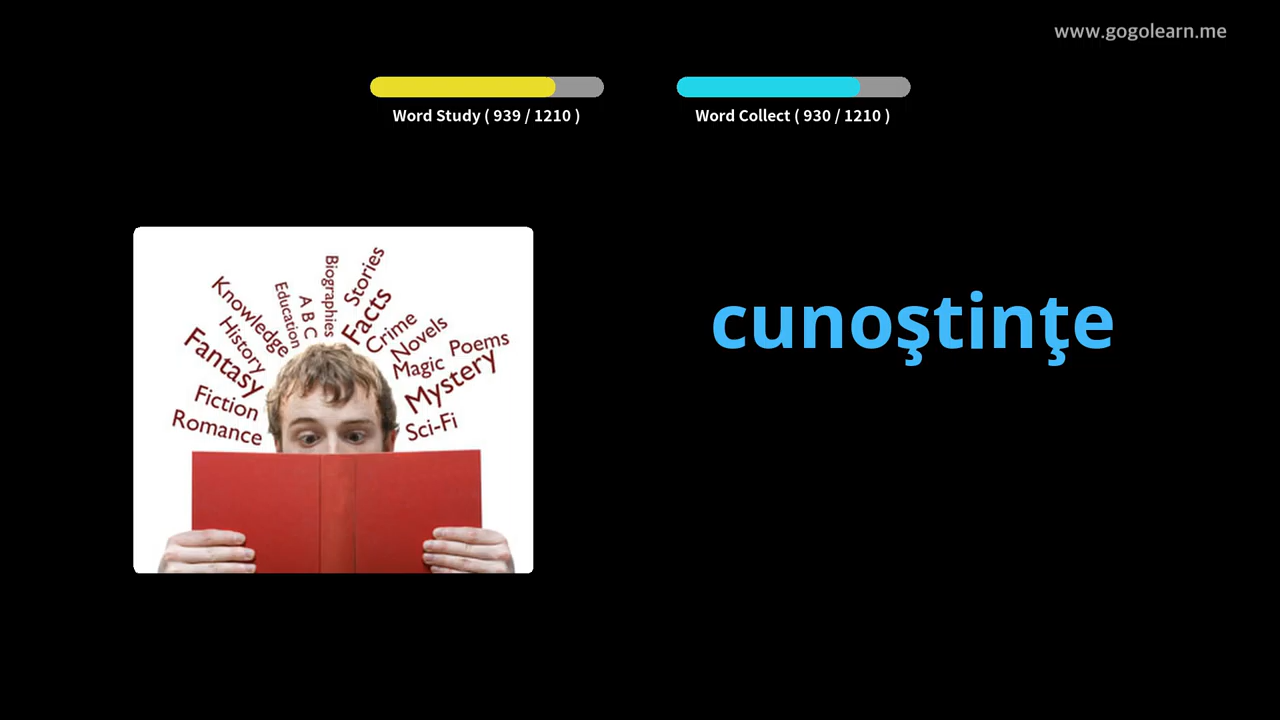 www.gogolearn.me
Word Study ( 939 / 1210 )
Word Collect ( 930 / 1210 )
Stories
Biographies
Knowledge
Education
A B C
Facts
Crime
Novels
History
Poems
Fantasy
Magic
Mystery
Fiction
Romance
Sci-Fi
cunoştinţe